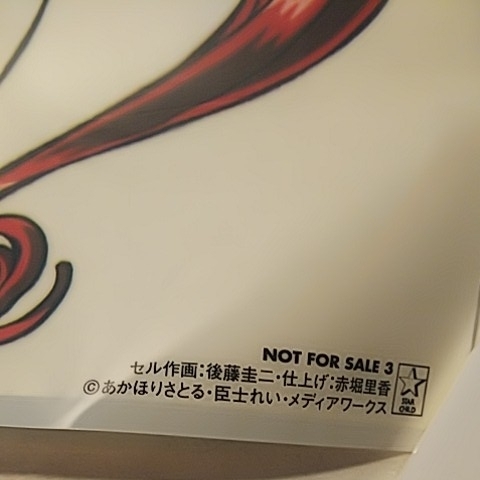 NOT FOR SALE 3
セル作画:後藤圭二・仕上げ:赤堀里香
©あかほりさとる・臣士れい・メディアワークス
STAR
CHILD